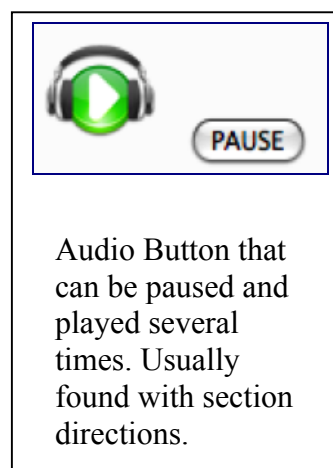 PAUSE
Audio Button that
can be paused and
played several
times. Usually
found with section
directions.